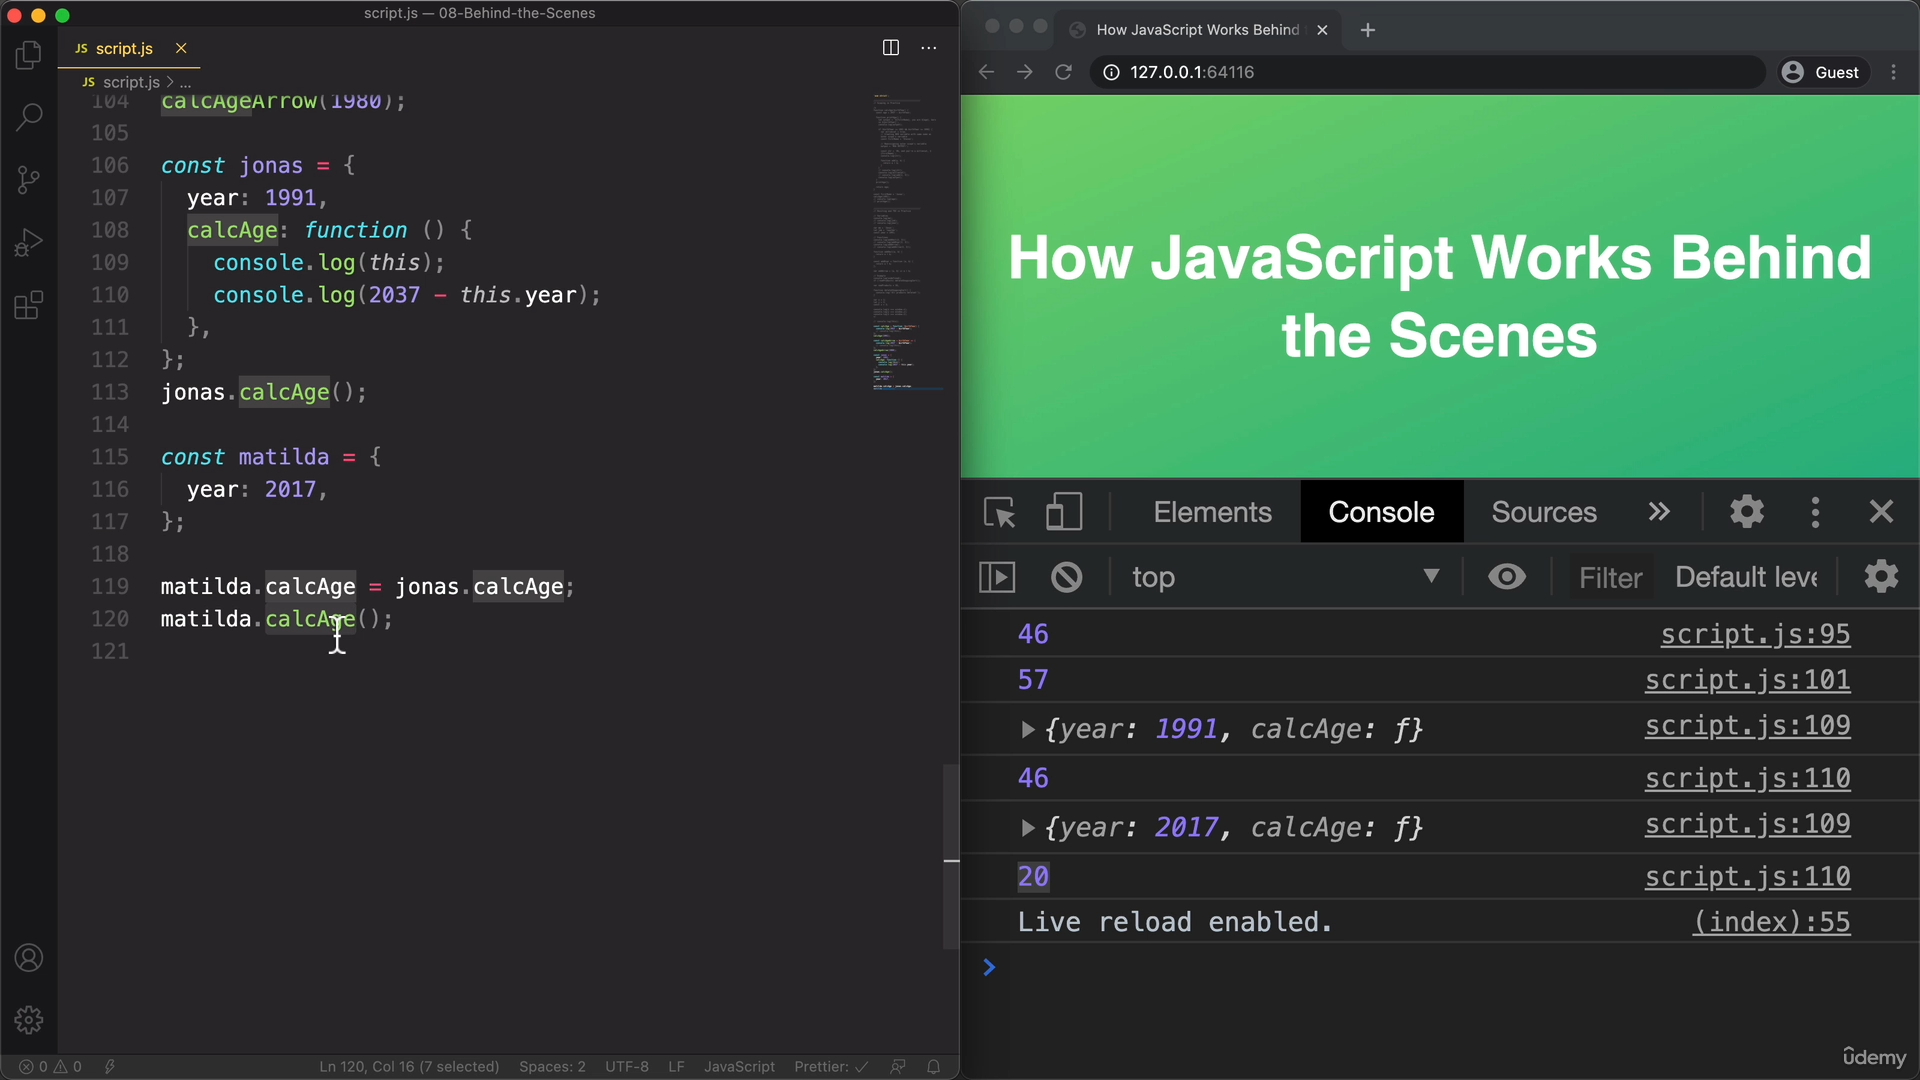 script.js — 08-Behind-the-Scenes
JS script.js
JS script.js > ...
104 calcAgeArrow(1980);
105
106 const jonas = {
107 year: 1991,
108 calcAge: function () {
109 console.log(this);
110 console.log(2037 − this.year);
111 },
112 };
113 jonas.calcAge();
114
115 const matilda = {
116 year: 2017,
117 };
118
119 matilda.calcAge = jonas.calcAge;
120 matilda.calcAge();
121
0 0
Ln 120, Col 16 (7 selected) Spaces: 2 UTF-8 LF JavaScript Prettier: ✓
How JavaScript Works Behind
127.0.0.1:64116
Guest
How JavaScript Works Behind
the Scenes
Elements Console Sources »
top Filter Default leve
46 script.js:95
57 script.js:101
▶{year: 1991, calcAge: ƒ} script.js:109
46 script.js:110
▶{year: 2017, calcAge: ƒ} script.js:109
20 script.js:110
Live reload enabled. (index):55
>
ûdemy